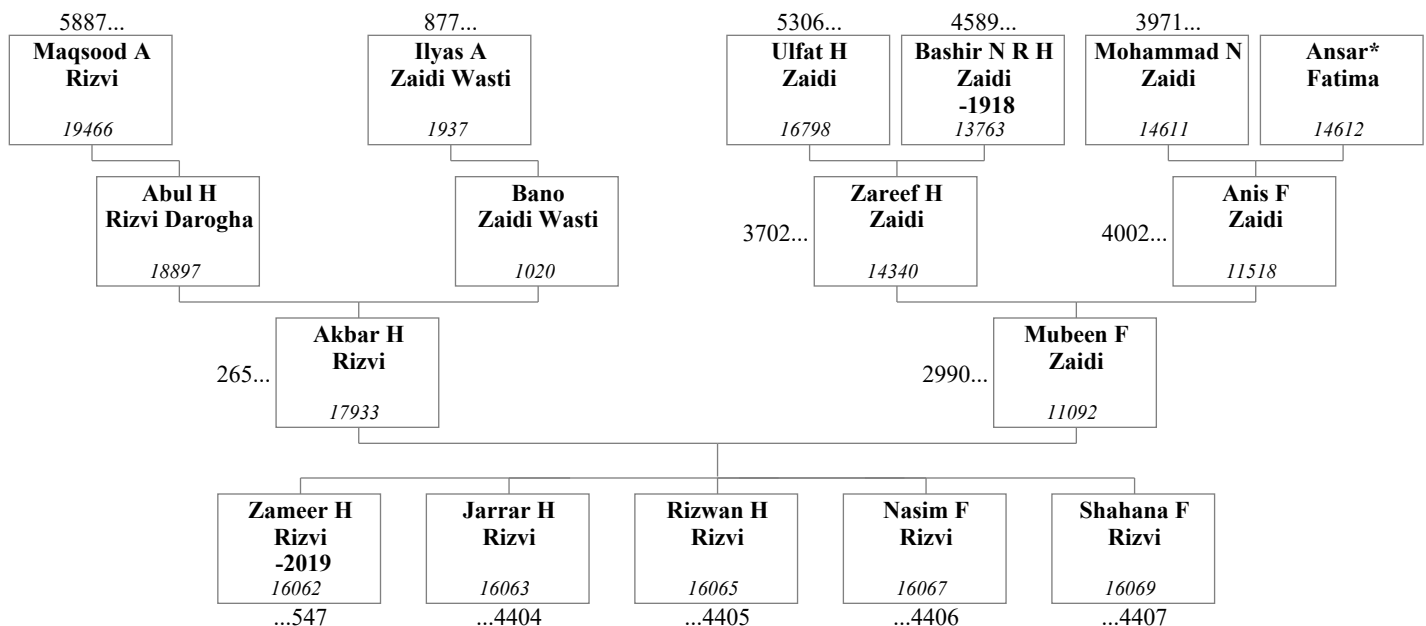 5887...
877...
5306...
4589...
3971...
Maqsood A
Rizvi
19466
Ilyas A
Zaidi Wasti
1937
Ulfat H
Zaidi
16798
Bashir N R H
Zaidi
-1918
13763
Mohammad N
Zaidi
14611
Ansar*
Fatima
14612
Abul H
Rizvi Darogha
18897
Bano
Zaidi Wasti
1020
3702...
Zareef H
Zaidi
14340
4002...
Anis F
Zaidi
11518
265...
Akbar H
Rizvi
17933
2990...
Mubeen F
Zaidi
11092
Zameer H
Rizvi
-2019
16062
...547
Jarrar H
Rizvi
16063
...4404
Rizwan H
Rizvi
16065
...4405
Nasim F
Rizvi
16067
...4406
Shahana F
Rizvi
16069
...4407